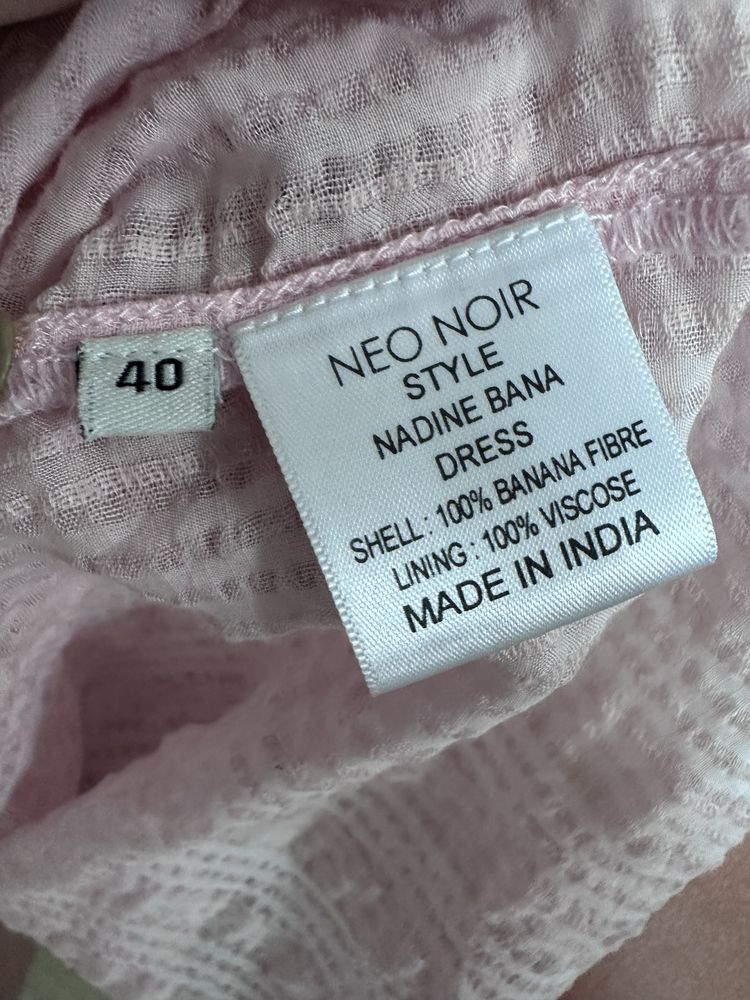 40
NEO NOIR
STYLE
NADINE BANA
DRESS
SHELL : 100% BANANA FIBRE
LINING : 100% VISCOSE
MADE IN INDIA